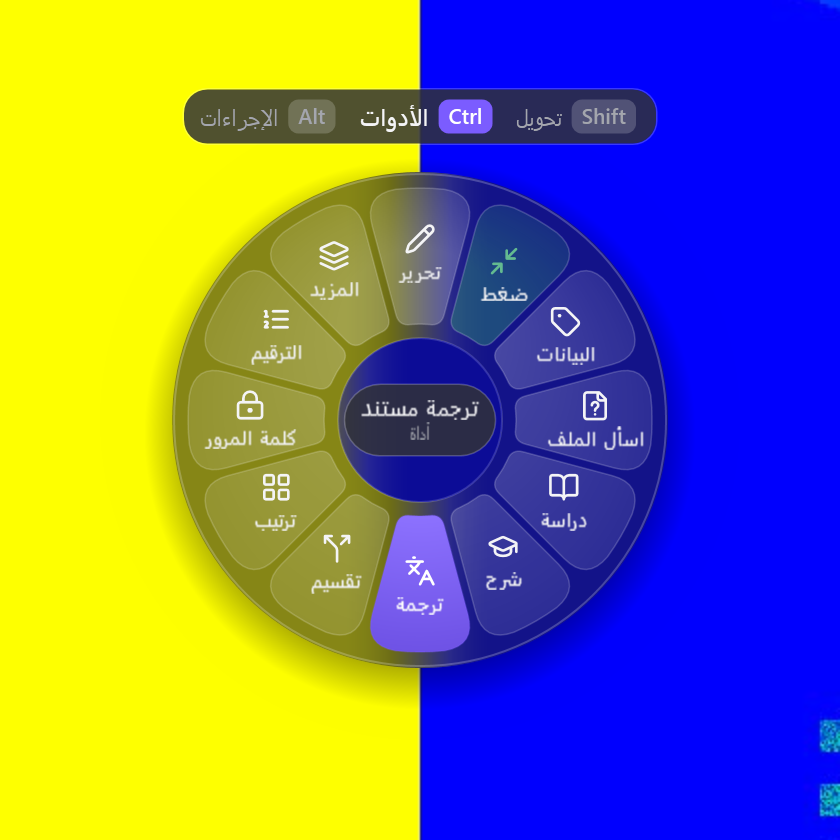 Shift تحويل
Ctrl الأدوات
Alt الإجراءات
تحرير
ضغط
البيانات
اسأل الملف
دراسة
شرح
ترجمة
تقسيم
ترتيب
كلمة المرور
الترقيم
المزيد
ترجمة مستند
أداة